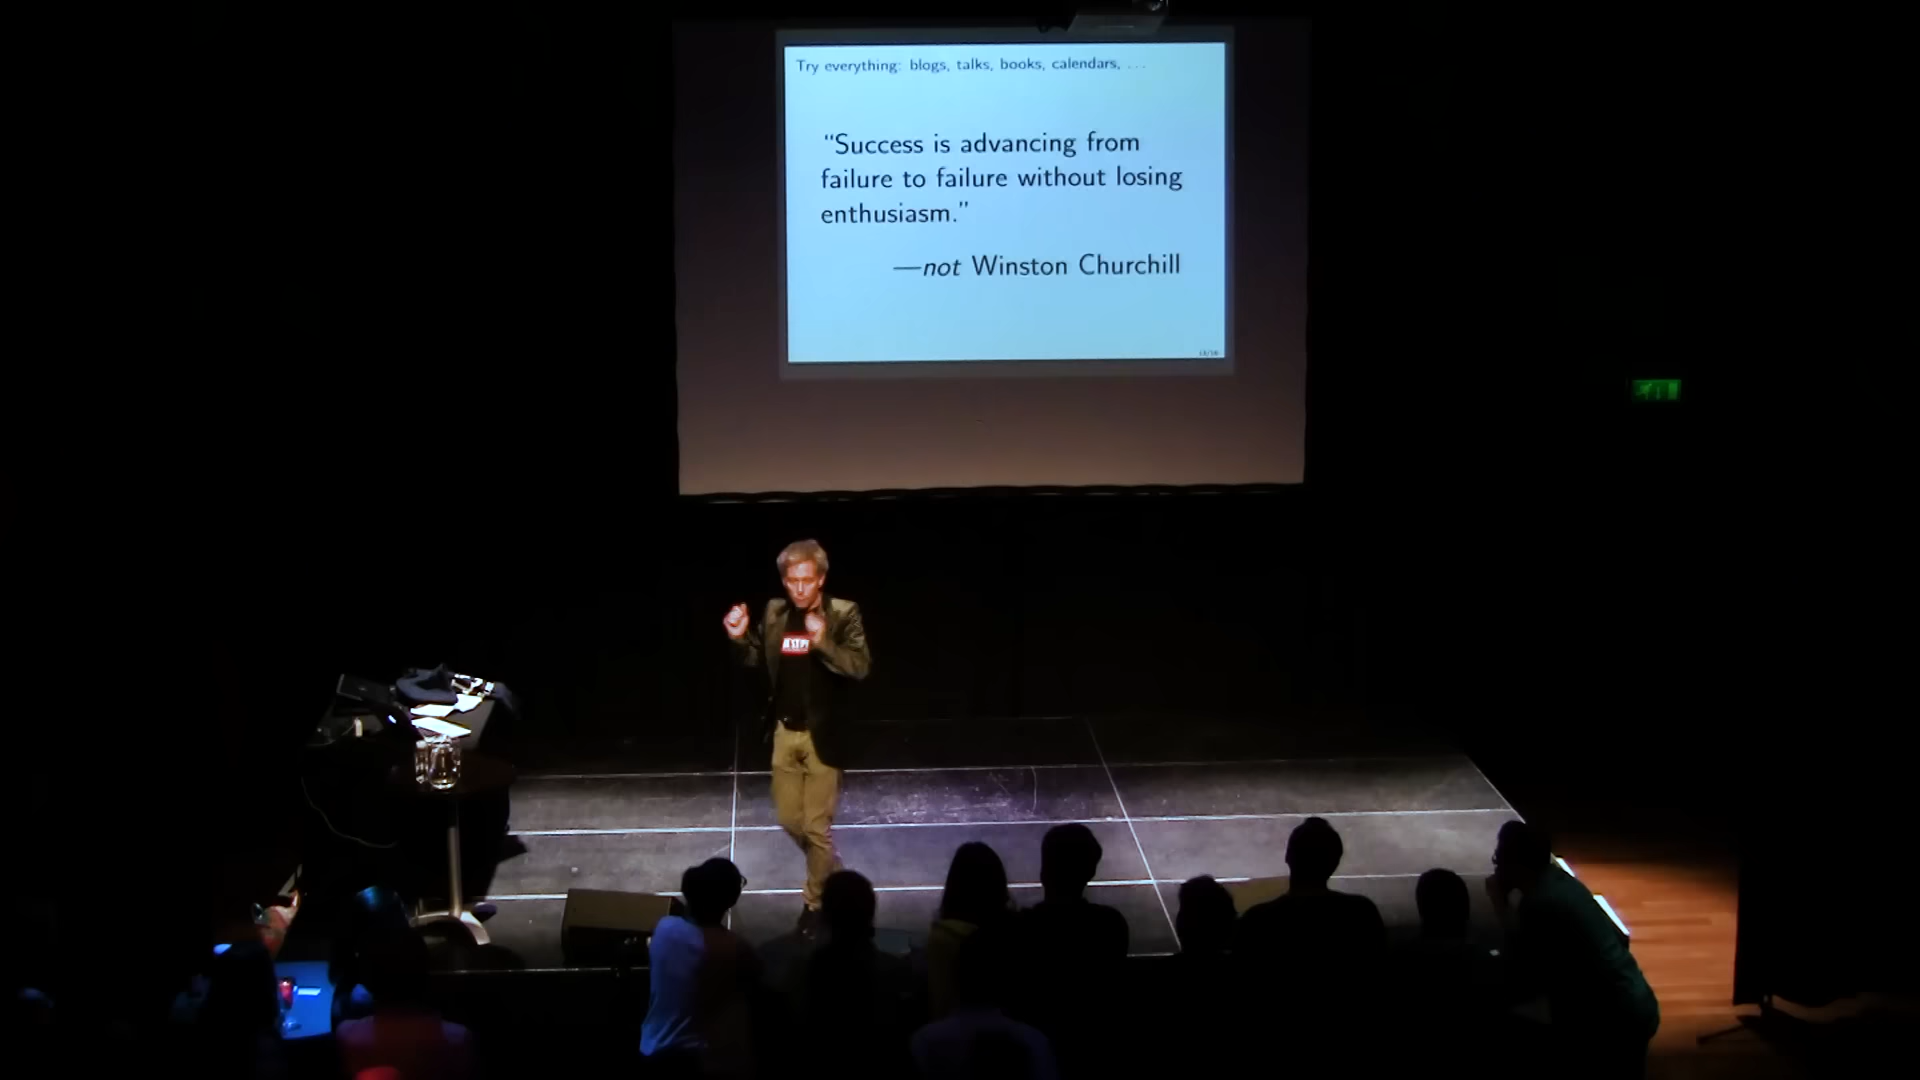 Try everything: blogs, talks, books, calendars, ...
“Success is advancing from
failure to failure without losing
enthusiasm.”
—not Winston Churchill